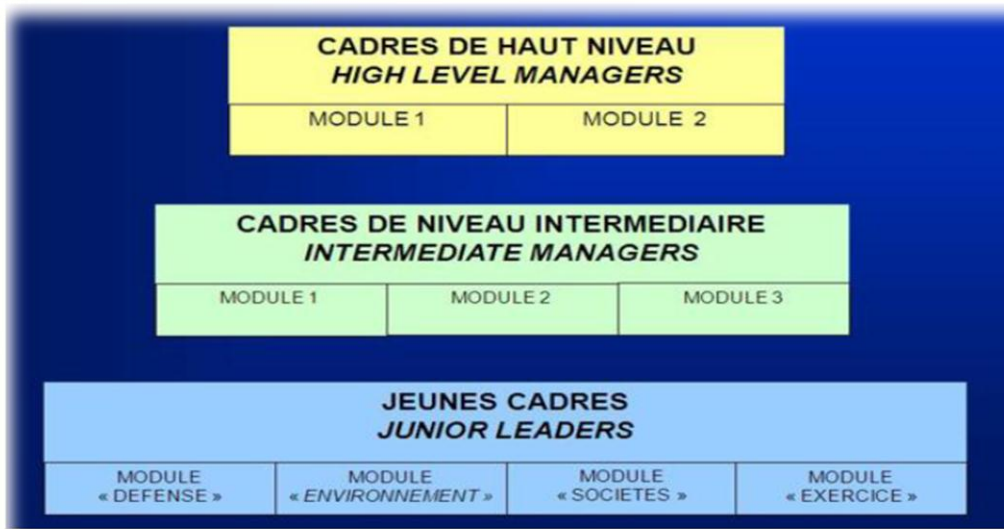 CADRES DE HAUT NIVEAU
HIGH LEVEL MANAGERS
MODULE 1
MODULE 2
CADRES DE NIVEAU INTERMEDIAIRE
INTERMEDIATE MANAGERS
MODULE 1
MODULE 2
MODULE 3
JEUNES CADRES
JUNIOR LEADERS
MODULE
« DEFENSE »
MODULE
« ENVIRONNEMENT »
MODULE
« SOCIETES »
MODULE
« EXERCICE »